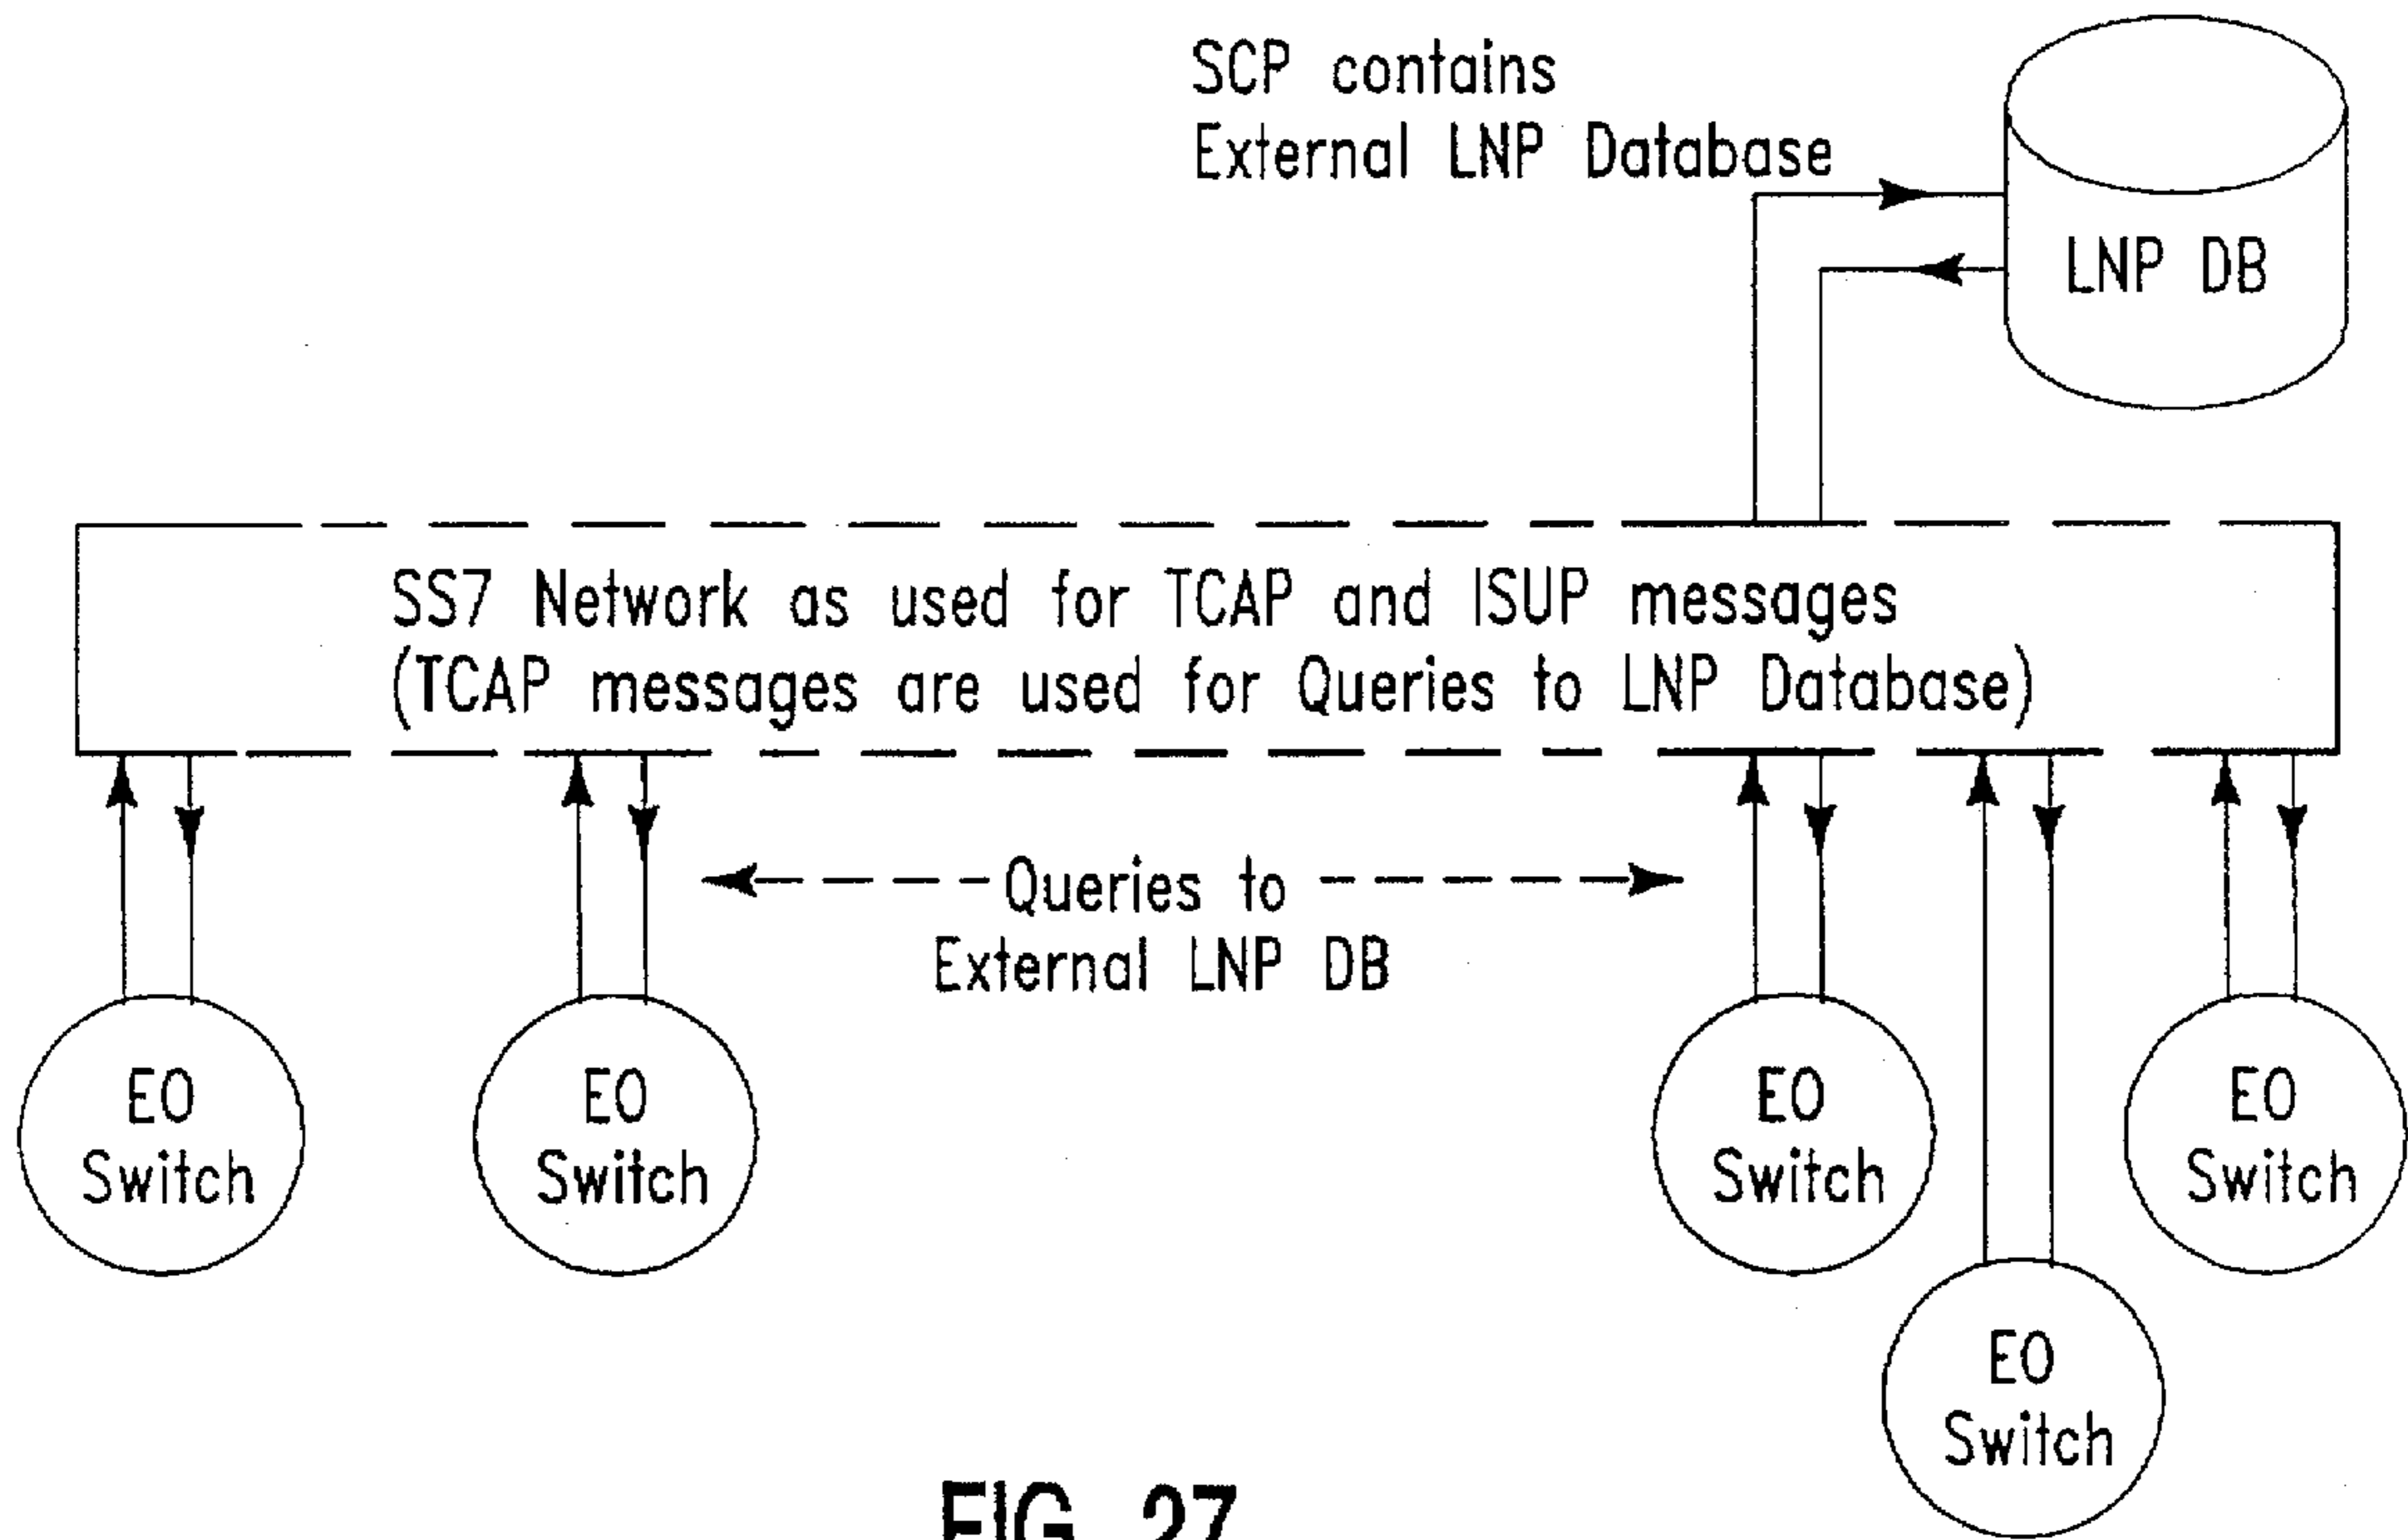 SCP contains
External LNP Database
LNP DB
SS7 Network as used for TCAP and ISUP messages
(TCAP messages are used for Queries to LNP Database)
Queries to
External LNP DB
EO
Switch
EO
Switch
EO
Switch
EO
Switch
EO
Switch
FIG. 27